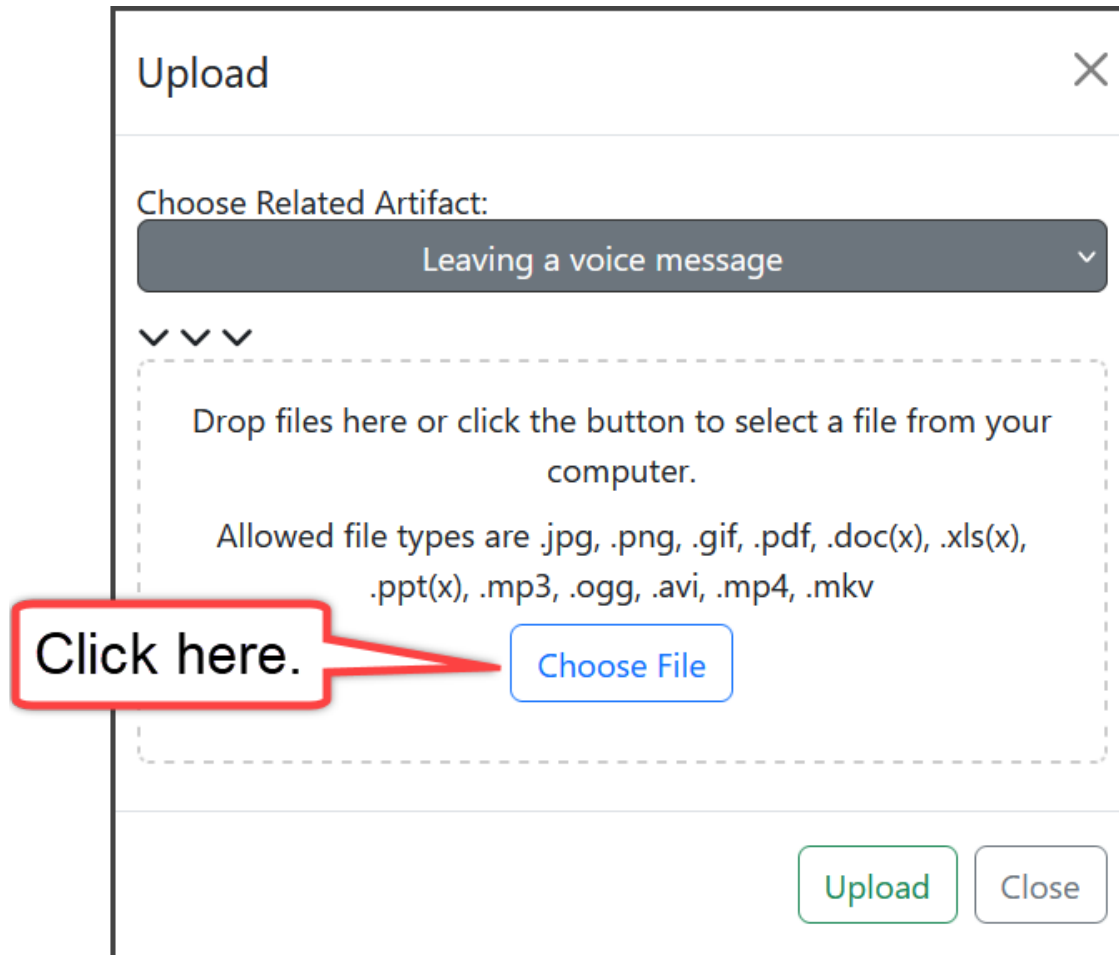 Upload
Choose Related Artifact:
Leaving a voice message
Drop files here or click the button to select a file from your
computer.
Allowed file types are .jpg, .png, .gif, .pdf, .doc(x), .xls(x),
.ppt(x), .mp3, .ogg, .avi, .mp4, .mkv
Click here.
Choose File
Upload
Close